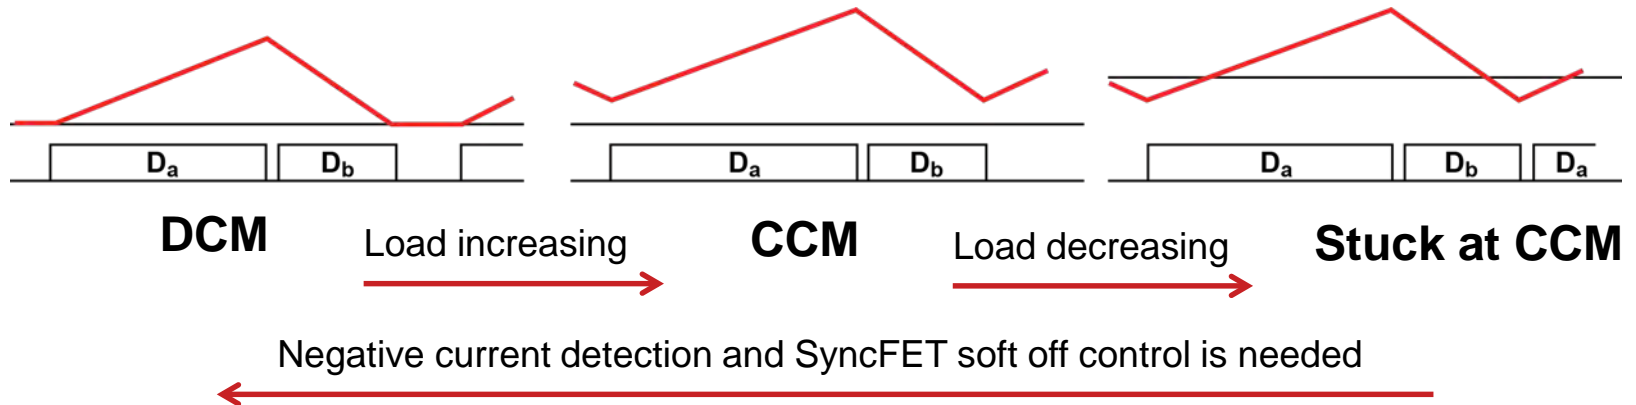 Da Db
Da Db
Da Db Da
DCM Load increasing CCM Load decreasing Stuck at CCM
Negative current detection and SyncFET soft off control is needed